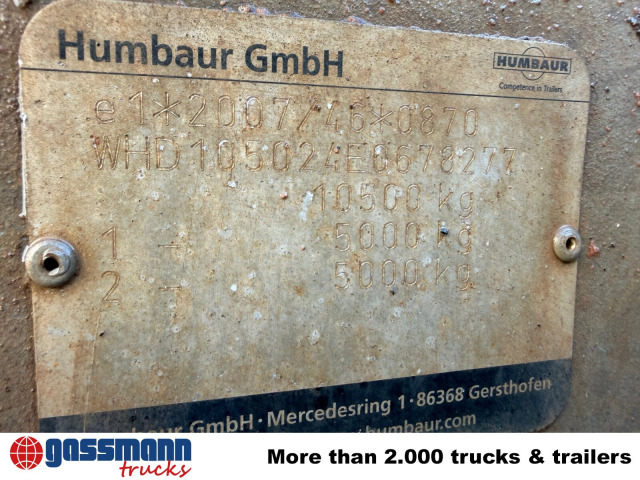 Humbaur GmbH
HUMBAUR
Competence in Trailers
e1*2007/46*0870
WHD105024E0678277
10500 kg
1 - 5000 kg
2 - 5000 kg
Humbaur GmbH · Mercedesring 1 · 86368 Gersthofen
humbaur.com
gassmann
trucks
More than 2.000 trucks & trailers